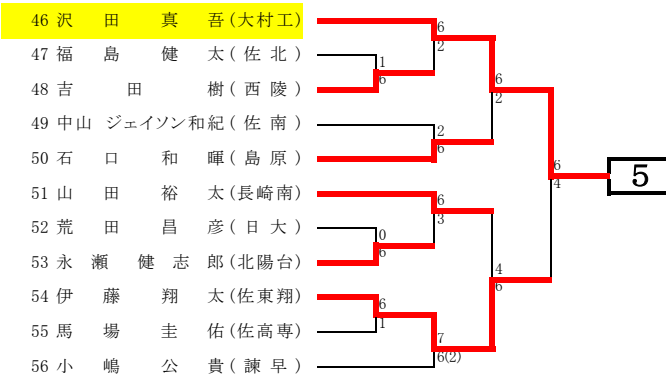 46 沢田真吾(大村工)
6
2
47 福島健太(佐北)
1
6
6
2
48 吉田樹(西陵)
49 中山ジェイソン和紀(佐南)
2
6
50 石口和暉(島原)
6
4
5
51 山田裕太(長崎南)
6
3
52 荒田昌彦(日大)
0
6
53 永瀬健志郎(北陽台)
4
6
54 伊藤翔太(佐東翔)
6
1
55 馬場圭佑(佐高専)
7
6(2)
56 小嶋公貴(諫早)